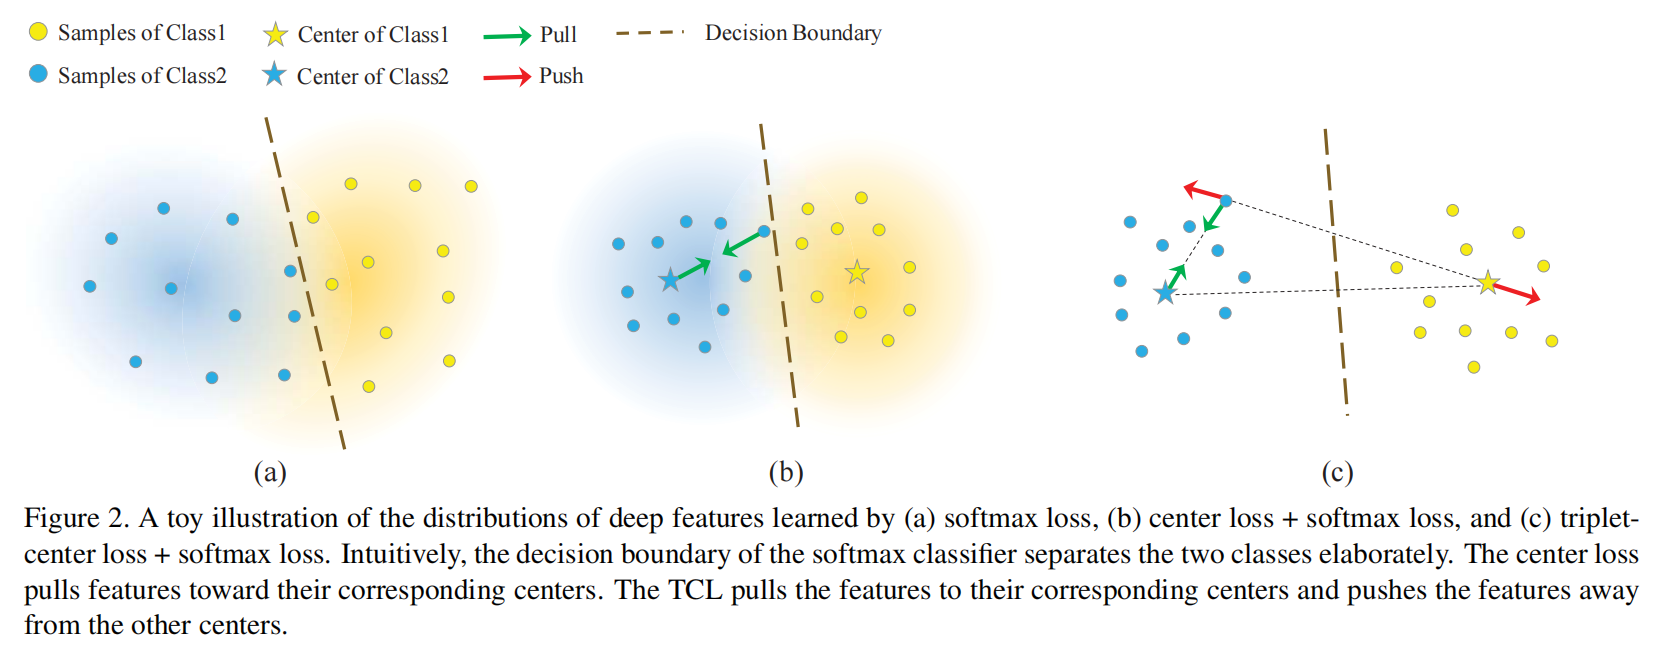 Samples of Class1 Center of Class1 Pull Decision Boundary
Samples of Class2 Center of Class2 Push
(a) (b) (c)
Figure 2. A toy illustration of the distributions of deep features learned by (a) softmax loss, (b) center loss + softmax loss, and (c) triplet-
center loss + softmax loss. Intuitively, the decision boundary of the softmax classifier separates the two classes elaborately. The center loss
pulls features toward their corresponding centers. The TCL pulls the features to their corresponding centers and pushes the features away
from the other centers.